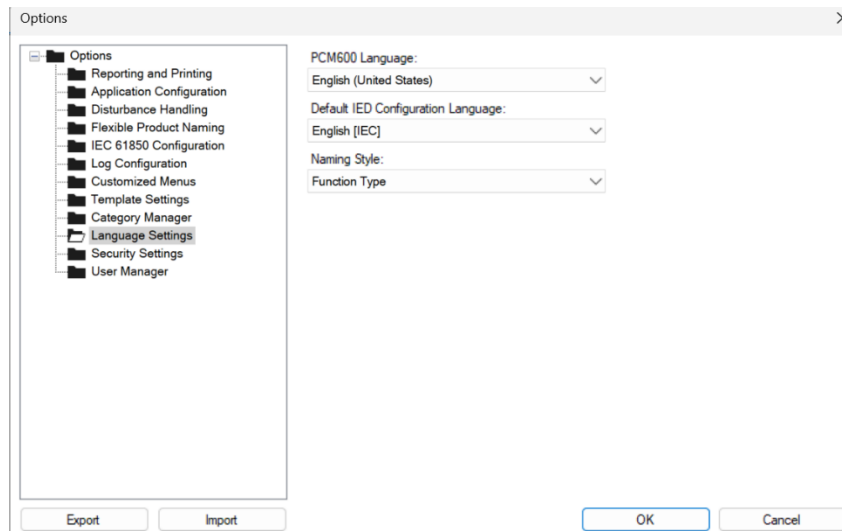 Options
Options
Reporting and Printing
Application Configuration
Disturbance Handling
Flexible Product Naming
IEC 61850 Configuration
Log Configuration
Customized Menus
Template Settings
Category Manager
Language Settings
Security Settings
User Manager
PCM600 Language:
English (United States)
Default IED Configuration Language:
English [IEC]
Naming Style:
Function Type
Export
Import
OK
Cancel